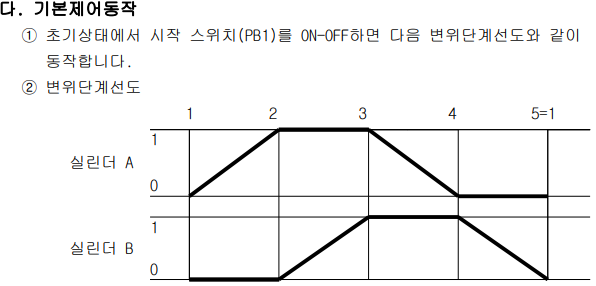 다. 기본제어동작
① 초기상태에서 시작 스위치(PB1)를 ON-OFF하면 다음 변위단계선도와 같이
동작합니다.
② 변위단계선도
1 2 3 4 5=1
1
실린더 A
0
1
실린더 B
0